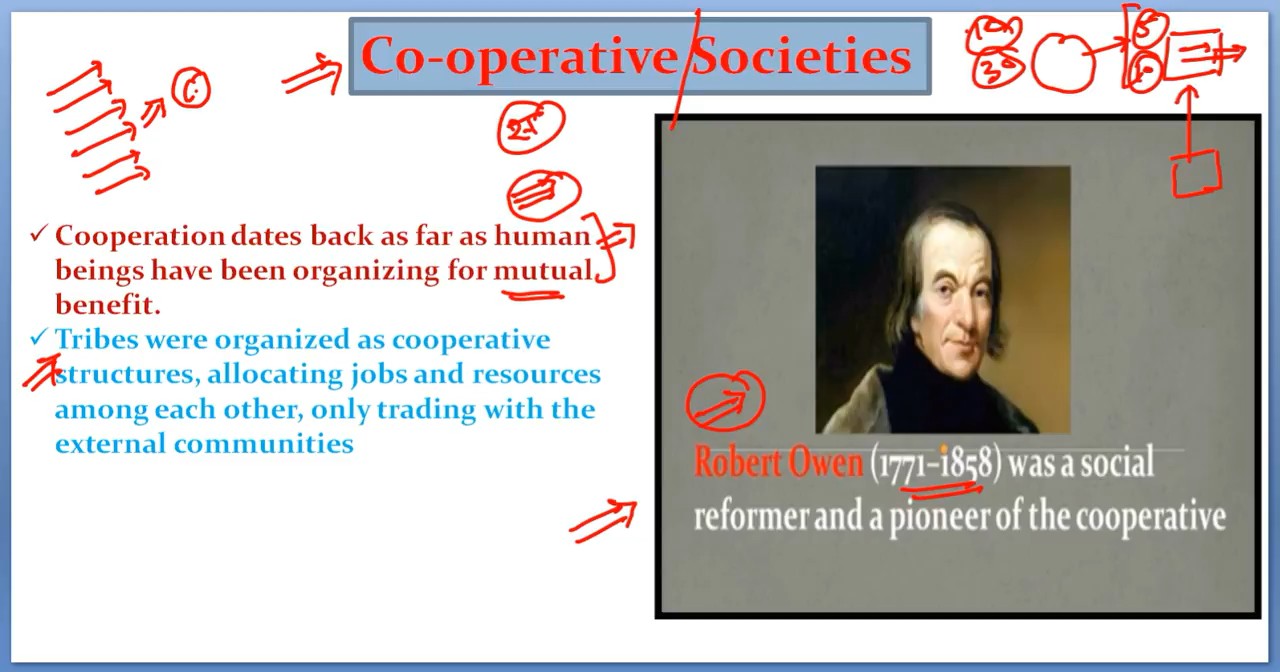 Co-operative Societies
✓ Cooperation dates back as far as human
beings have been organizing for mutual
benefit.
✓ Tribes were organized as cooperative
structures, allocating jobs and resources
among each other, only trading with the
external communities
Robert Owen (1771–1858) was a social
reformer and a pioneer of the cooperative